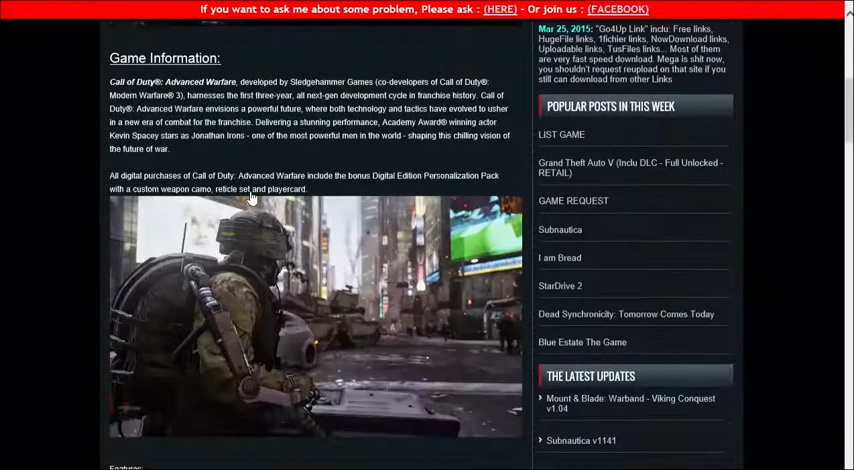 If you want to ask me about some problem, Please ask : (HERE) - Or join us : (FACEBOOK)
Game Information:
Call of Duty®: Advanced Warfare, developed by Sledgehammer Games (co-developers of Call of Duty®:
Modern Warfare® 3), harnesses the first three-year, all next-gen development cycle in franchise history. Call of
Duty®: Advanced Warfare envisions a powerful future, where both technology and tactics have evolved to usher
in a new era of combat for the franchise. Delivering a stunning performance, Academy Award® winning actor
Kevin Spacey stars as Jonathan Irons - one of the most powerful men in the world - shaping this chilling vision of
the future of war.
All digital purchases of Call of Duty: Advanced Warfare include the bonus Digital Edition Personalization Pack
with a custom weapon camo, reticle set and playercard.
Features:
Mar 25, 2015: "Go4Up Link" inclu: Free links,
HugeFile links, 1fichier links, NowDownload links,
Uploadable links, TusFiles links... Most of them
are very fast speed download. Mega is shit now,
you shouldn't request reupload on that site if you
still can download from other Links
POPULAR POSTS IN THIS WEEK
LIST GAME
Grand Theft Auto V (Inclu DLC - Full Unlocked -
RETAIL)
GAME REQUEST
Subnautica
I am Bread
StarDrive 2
Dead Synchronicity: Tomorrow Comes Today
Blue Estate The Game
THE LATEST UPDATES
Mount & Blade: Warband - Viking Conquest
v1.04
Subnautica v1141